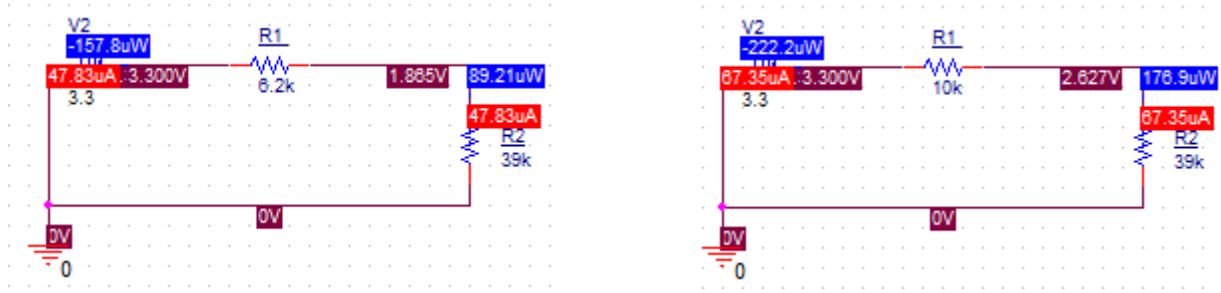 V2
-157.8uW
R1
47.83uA
3.300V
1.865V
89.21uW
3.3
6.2k
47.83uA
R2
39k
0V
0V
0
V2
-222.2uW
R1
67.35uA
3.300V
2.627V
176.9uW
3.3
10k
67.35uA
R2
39k
0V
0V
0